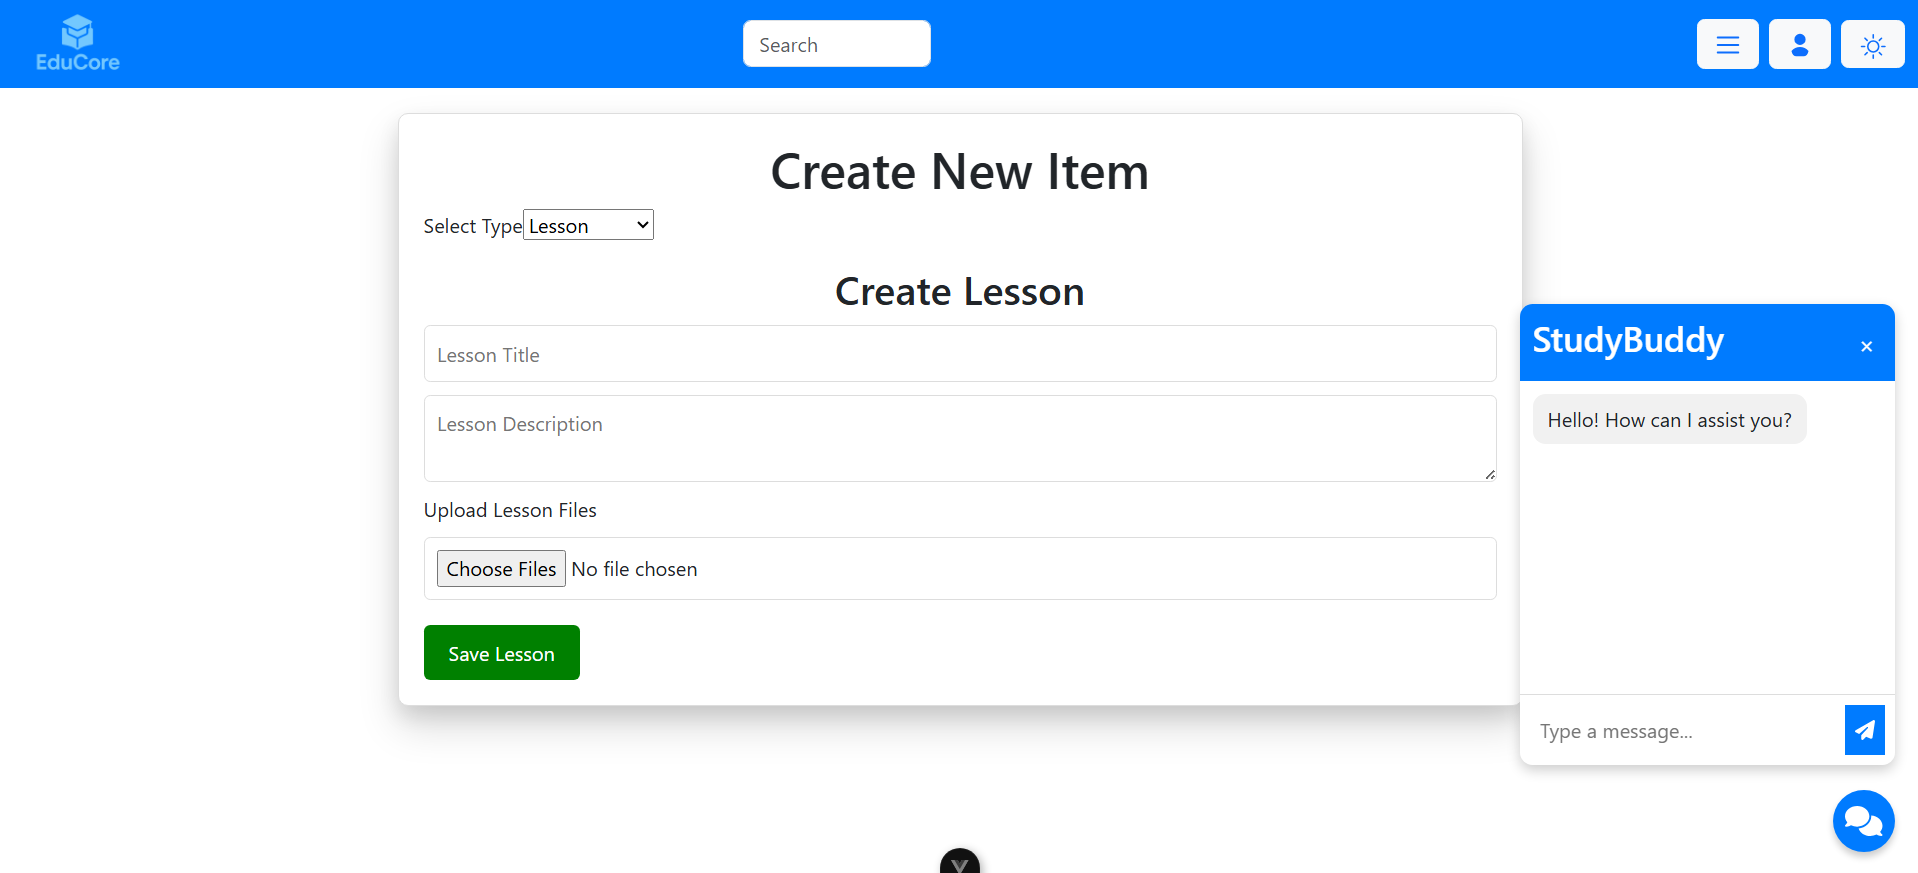 EduCore
Search
Create New Item
Select Type Lesson
Create Lesson
Lesson Title
Lesson Description
Upload Lesson Files
Choose Files No file chosen
Save Lesson
StudyBuddy
×
Hello! How can I assist you?
Type a message...